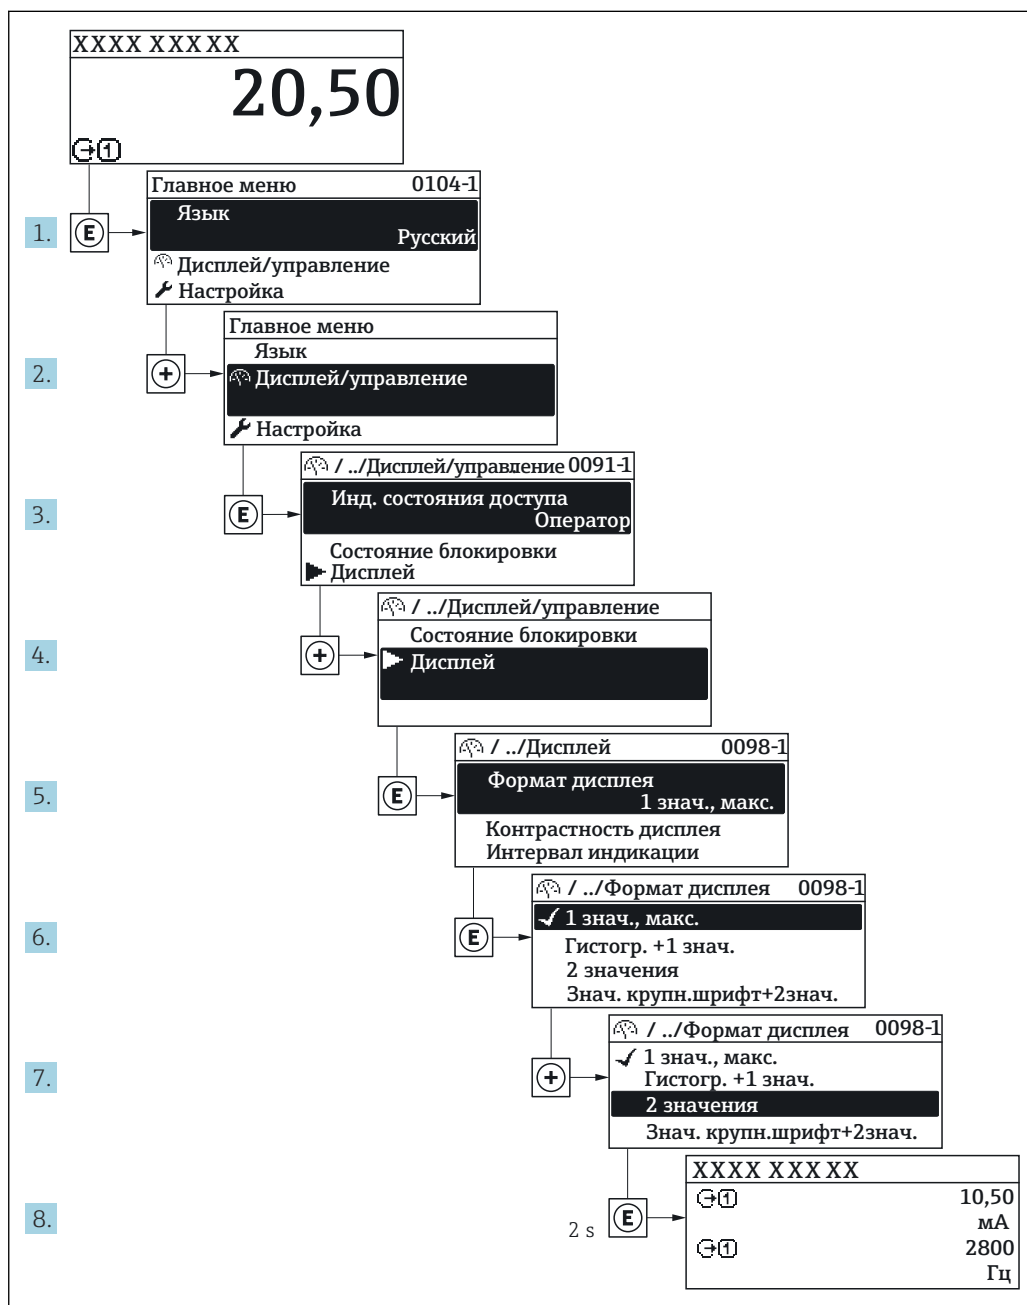 XXXX XXX XX
20,50
1
Главное меню 0104-1
Язык
Русский
Дисплей/управление
Настройка
1.
E
Главное меню
Язык
Дисплей/управление
Настройка
2.
+
/ ../Дисплей/управление 0091-1
Инд. состояния доступа
Оператор
Состояние блокировки
Дисплей
3.
E
/ ../Дисплей/управление
Состояние блокировки
Дисплей
4.
+
/ ../Дисплей 0098-1
Формат дисплея
1 знач., макс.
Контрастность дисплея
Интервал индикации
5.
E
/ ../Формат дисплея 0098-1
1 знач., макс.
Гистогр. +1 знач.
2 значения
Знач. крупн.шрифт+2знач.
6.
E
/ ../Формат дисплея 0098-1
1 знач., макс.
Гистогр. +1 знач.
2 значения
Знач. крупн.шрифт+2знач.
7.
+
XXXX XXX XX
1 10,50
мА
1 2800
Гц
8.
2 s
E